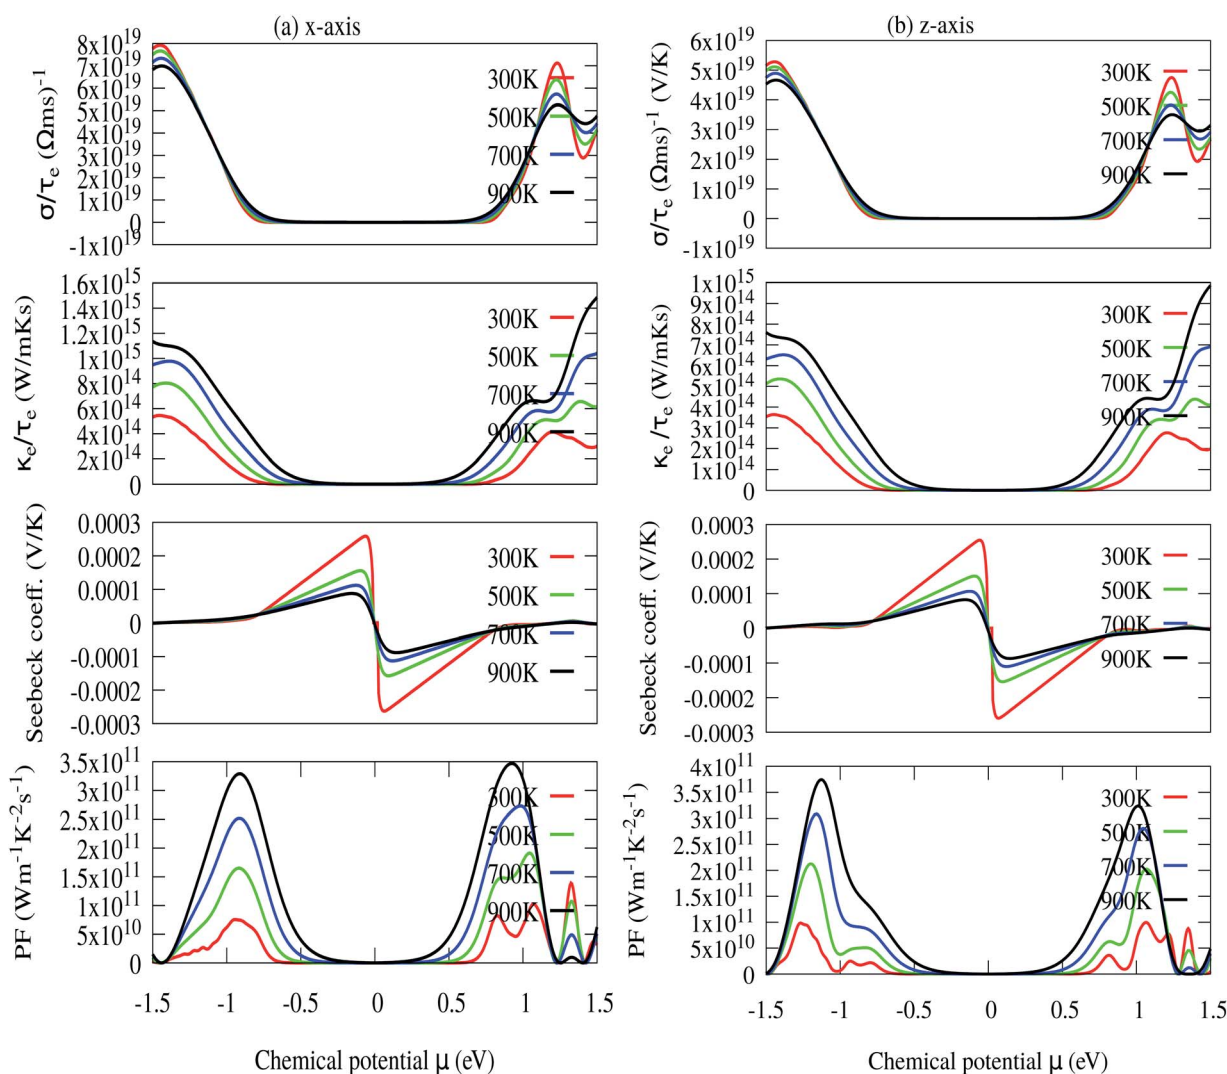 (a) x-axis
σ/τe (Ωms)-1
8x10^19
7x10^19
6x10^19
5x10^19
4x10^19
3x10^19
2x10^19
1x10^19
0
-1x10^19
300K
500K
700K
900K
κe/τe (W/mKs)
1.6x10^15
1.4x10^15
1.2x10^15
1x10^15
8x10^14
6x10^14
4x10^14
2x10^14
0
300K
500K
700K
900K
Seebeck coeff. (V/K)
0.0003
0.0002
0.0001
0
-0.0001
-0.0002
-0.0003
300K
500K
700K
900K
PF (Wm-1K-2s-1)
3.5x10^11
3x10^11
2.5x10^11
2x10^11
1.5x10^11
1x10^11
5x10^10
0
300K
500K
700K
900K
-1.5 -1 -0.5 0 0.5 1 1.5
Chemical potential μ (eV)
(b) z-axis
σ/τe (Ωms)-1 (V/K)
6x10^19
5x10^19
4x10^19
3x10^19
2x10^19
1x10^19
0
-1x10^19
300K
500K
700K
900K
κe/τe (W/mKs)
1x10^15
9x10^14
8x10^14
7x10^14
6x10^14
5x10^14
4x10^14
3x10^14
2x10^14
1x10^14
0
300K
500K
700K
900K
Seebeck coeff. (V/K)
0.0003
0.0002
0.0001
0
-0.0001
-0.0002
-0.0003
300K
500K
700K
900K
PF (Wm-1K-2s-1)
4x10^11
3.5x10^11
3x10^11
2.5x10^11
2x10^11
1.5x10^11
1x10^11
5x10^10
0
300K
500K
700K
900K
-1.5 -1 -0.5 0 0.5 1 1.5
Chemical potential μ (eV)